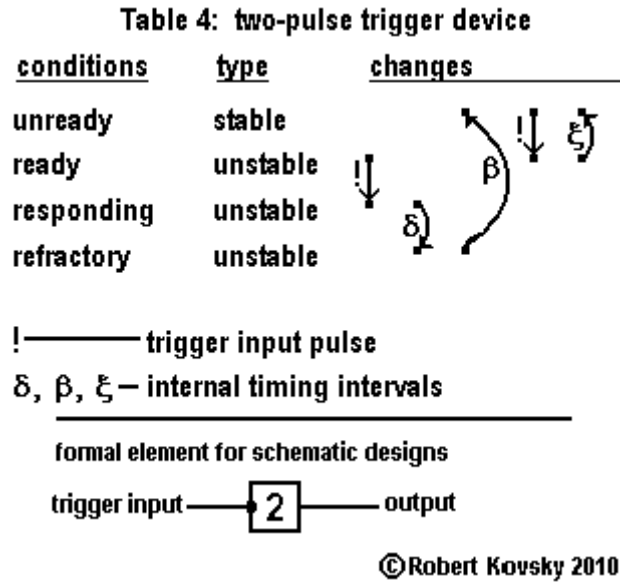 Table 4: two-pulse trigger device
conditions type changes
unready stable ! ξ
ready unstable ! β
responding unstable δ
refractory unstable
! trigger input pulse
δ, β, ξ – internal timing intervals
formal element for schematic designs
trigger input 2 output
©Robert Kovsky 2010